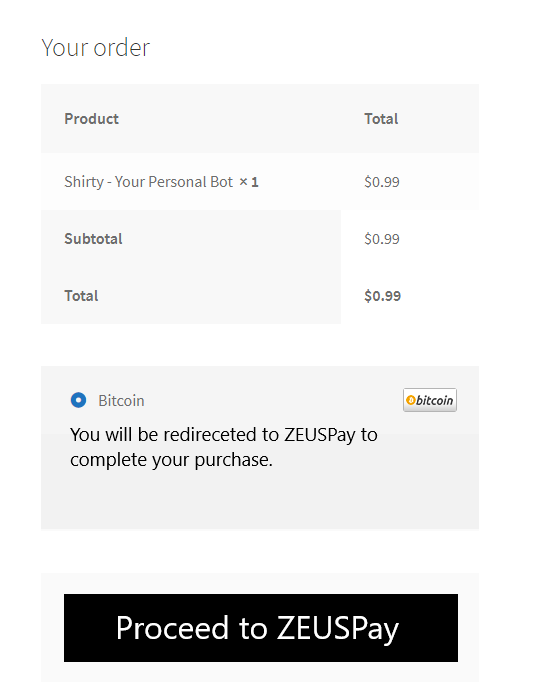 Your order
Product Total
Shirty - Your Personal Bot × 1 $0.99
Subtotal $0.99
Total $0.99
Bitcoin bitcoin
You will be redireceted to ZEUSPay to
complete your purchase.
Proceed to ZEUSPay